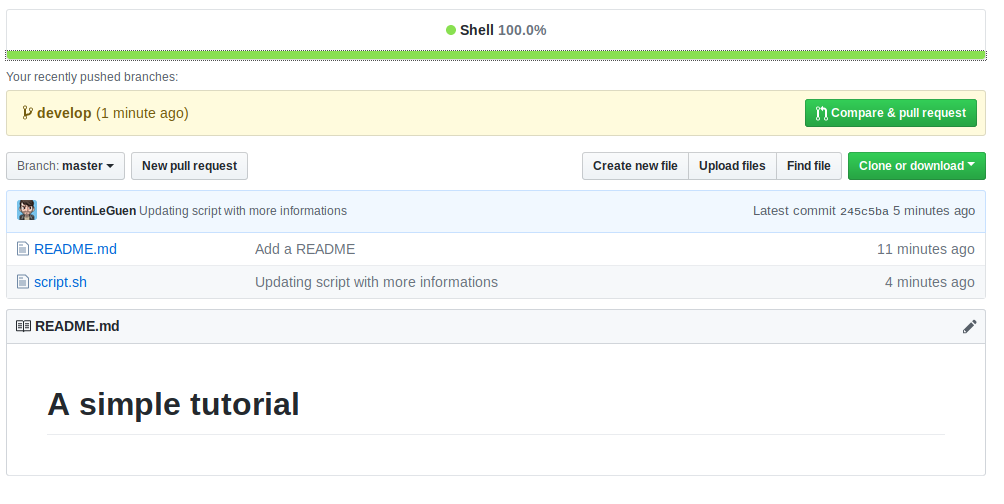 Shell 100.0%
Your recently pushed branches:
develop (1 minute ago) Compare & pull request
Branch: master New pull request Create new file Upload files Find file Clone or download
CorentinLeGuen Updating script with more informations Latest commit 245c5ba 5 minutes ago
README.md Add a README 11 minutes ago
script.sh Updating script with more informations 4 minutes ago
README.md
A simple tutorial